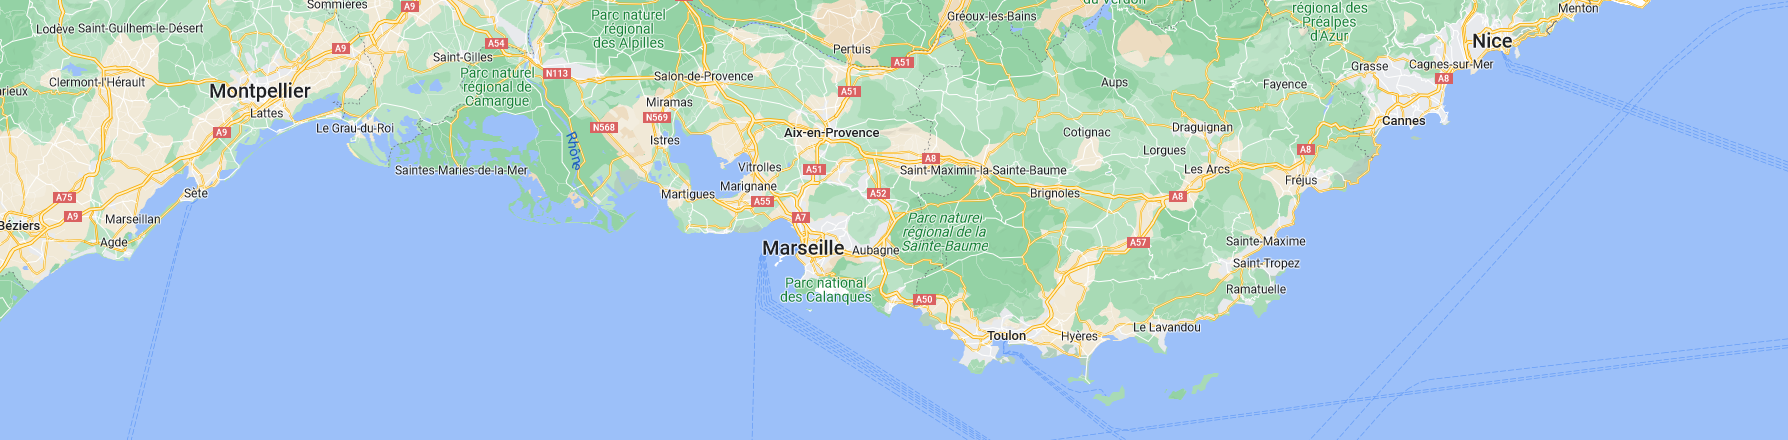 Sommières
A9
Parc naturel
régional
des Alpilles
Gréoux-les-Bains
régional des
Préalpes
d'Azur
Menton
Lodève
Saint-Guilhem-le-Désert
A9
A54
Saint-Gilles
Pertuis
A51
Nice
Clermont-l'Hérault
Parc naturel
régional de
Camargue
N113
Salon-de-Provence
Aups
Fayence
Grasse
Cagnes-sur-Mer
A8
Montpellier
Lattes
A51
Miramas
N569
Cannes
A9
Le Grau-du-Roi
N568
Rhône
Istres
Aix-en-Provence
Cotignac
Draguignan
Lorgues
A8
Saintes-Maries-de-la-Mer
Vitrolles
A51
A8
Saint-Maximin-la-Sainte-Baume
Les Arcs
Fréjus
A75
Sète
Martigues
Marignane
A55
A52
Brignoles
A8
Béziers
A9
Marseillan
Agde
A7
Parc naturel
régional de la
Sainte-Baume
A57
Sainte-Maxime
Marseille
Aubagne
Saint-Tropez
Parc national
des Calanques
A50
Ramatuelle
Toulon
Hyères
Le Lavandou